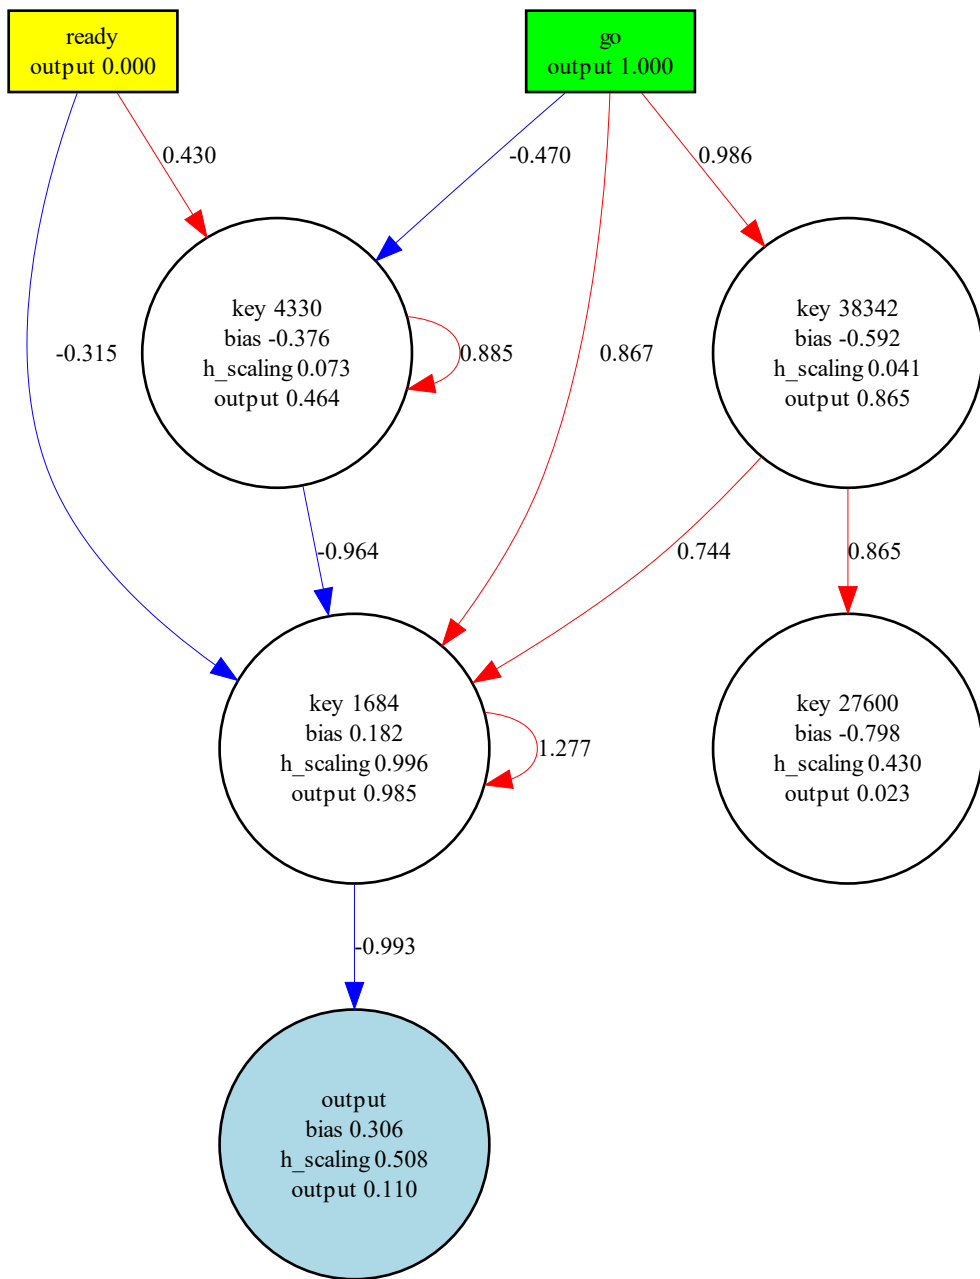 ready
output 0.000
go
output 1.000
0.430
-0.470
0.986
key 4330
bias -0.376
h_scaling 0.073
output 0.464
key 38342
bias -0.592
h_scaling 0.041
output 0.865
-0.315
0.885
0.867
-0.964
0.744
0.865
key 1684
bias 0.182
h_scaling 0.996
output 0.985
1.277
key 27600
bias -0.798
h_scaling 0.430
output 0.023
-0.993
output
bias 0.306
h_scaling 0.508
output 0.110